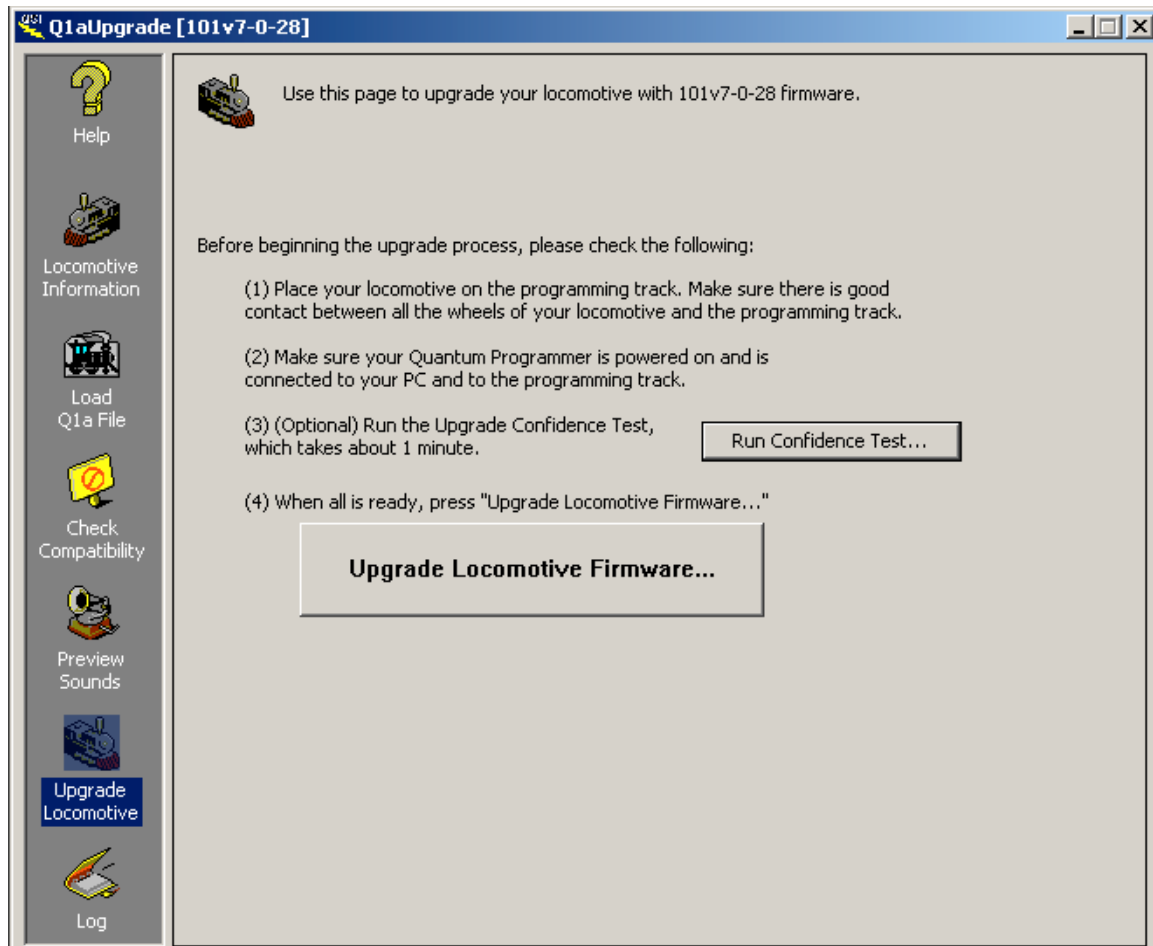 QSI
Q1aUpgrade [101v7-0-28]
Help
Locomotive
Information
Load
Q1a File
Check
Compatibility
Preview
Sounds
Upgrade
Locomotive
Log
Use this page to upgrade your locomotive with 101v7-0-28 firmware.
Before beginning the upgrade process, please check the following:
(1) Place your locomotive on the programming track. Make sure there is good
contact between all the wheels of your locomotive and the programming track.
(2) Make sure your Quantum Programmer is powered on and is
connected to your PC and to the programming track.
(3) (Optional) Run the Upgrade Confidence Test,
which takes about 1 minute.
Run Confidence Test...
(4) When all is ready, press "Upgrade Locomotive Firmware..."
Upgrade Locomotive Firmware...